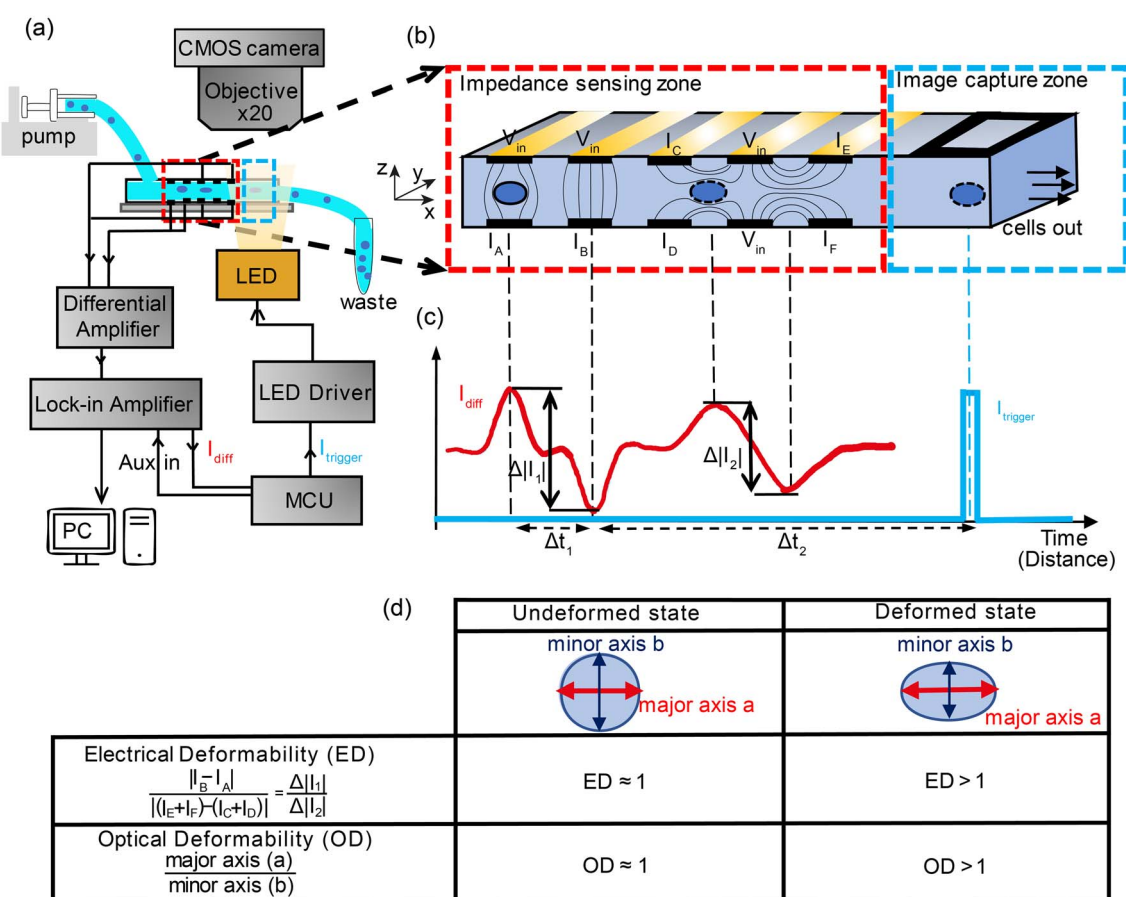 (a)
CMOS camera
Objective
x20
pump
LED
waste
Differential
Amplifier
Lock-in Amplifier
LED Driver
Aux in
I_diff
I_trigger
MCU
PC
(b)
Impedance sensing zone
Image capture zone
V_in V_in I_C V_in I_E
z
y
x
I_A I_B I_D V_in I_F
cells out
(c)
I_diff
Δ|I_1|
Δ|I_2|
I_trigger
Δt_1
Δt_2
Time
(Distance)
(d)
Undeformed state
Deformed state
minor axis b
major axis a
minor axis b
major axis a
Electrical Deformability (ED)
|I_B-I_A| / |(I_E+I_F)-(I_C+I_D)| = Δ|I_1| / Δ|I_2|
ED ≈ 1
ED > 1
Optical Deformability (OD)
major axis (a)
minor axis (b)
OD ≈ 1
OD > 1